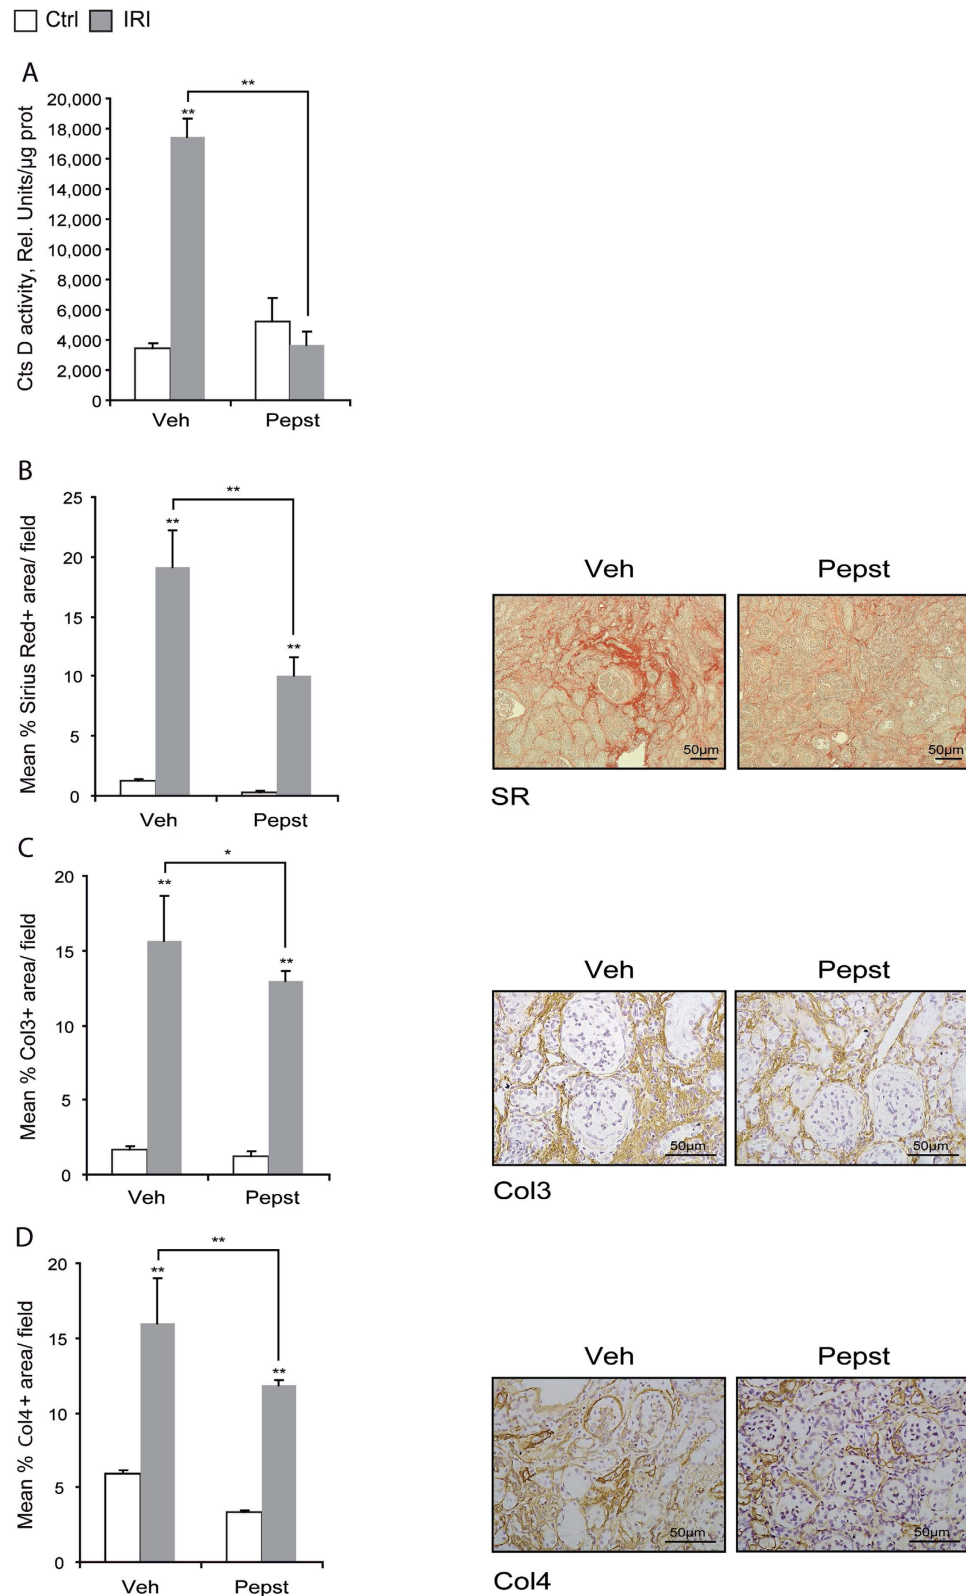 Ctrl IRI
A
Cts D activity, Rel. Units/µg prot
20,000
18,000
16,000
14,000
12,000
10,000
8,000
6,000
4,000
2,000
0
**
**
Veh Pepst
B
Mean % Sirius Red+ area/ field
25
20
15
10
5
0
**
**
**
Veh Pepst
Veh Pepst
50µm 50µm
SR
C
Mean % Col3+ area/ field
20
15
10
5
0
*
**
**
Veh Pepst
Veh Pepst
50µm 50µm
Col3
D
Mean % Col4+ area/ field
20
15
10
5
0
**
**
**
Veh Pepst
Veh Pepst
50µm 50µm
Col4